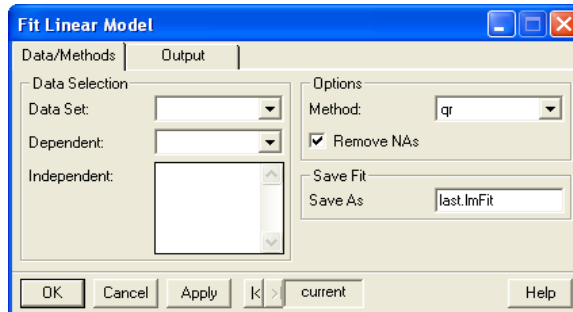 Fit Linear Model
Data/Methods
Output
Data Selection
Data Set:
Dependent:
Independent:
Options
Method:
qr
Remove NAs
Save Fit
Save As
last.lmFit
OK
Cancel
Apply
current
Help